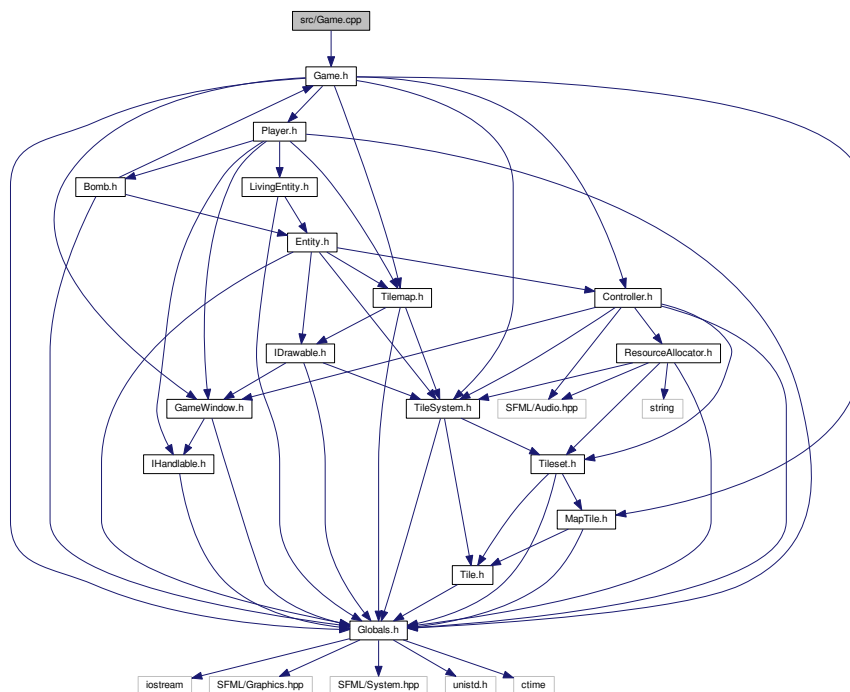 src/Game.cpp
Game.h
Player.h
Bomb.h
LivingEntity.h
Entity.h
Tilemap.h
Controller.h
IDrawable.h
ResourceAllocator.h
GameWindow.h
TileSystem.h
SFML/Audio.hpp
string
IHandlable.h
Tileset.h
MapTile.h
Tile.h
Globals.h
iostream
SFML/Graphics.hpp
SFML/System.hpp
unistd.h
ctime